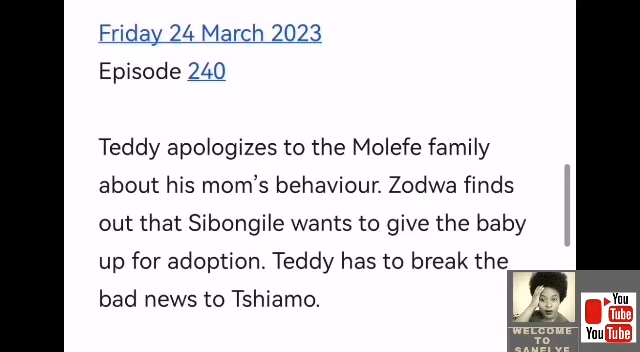 Friday 24 March 2023
Episode 240
Teddy apologizes to the Molefe family
about his mom's behaviour. Zodwa finds
out that Sibongile wants to give the baby
up for adoption. Teddy has to break the
bad news to Tshiamo.
WELCOME
TO
SANELYE
You
Tube
YouTube